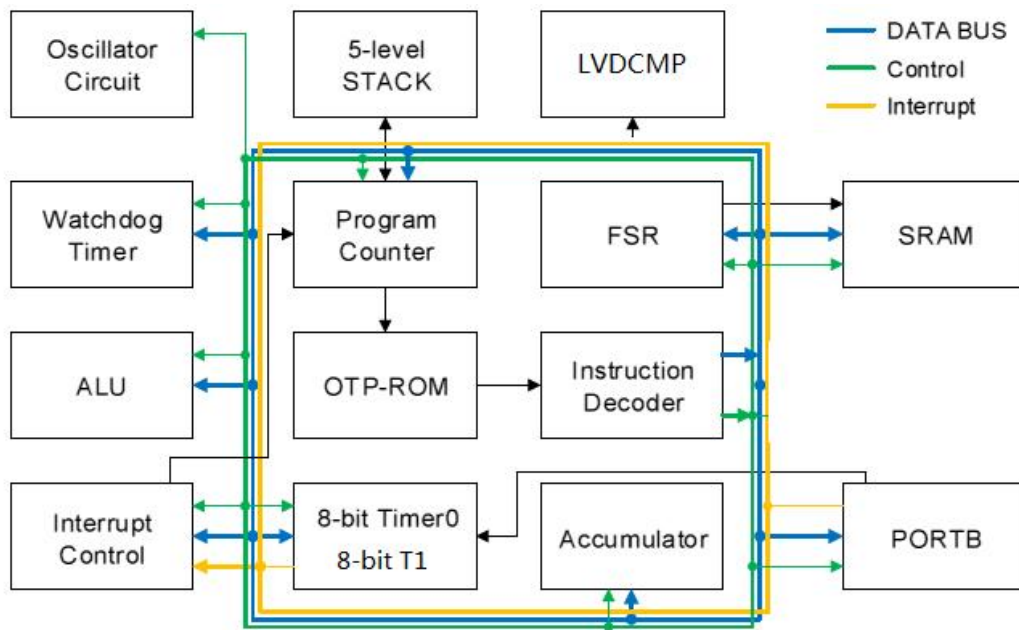 Oscillator
Circuit
5-level
STACK
LVDCMP
DATA BUS
Control
Interrupt
Watchdog
Timer
Program
Counter
FSR
SRAM
ALU
OTP-ROM
Instruction
Decoder
Interrupt
Control
8-bit Timer0
8-bit T1
Accumulator
PORTB